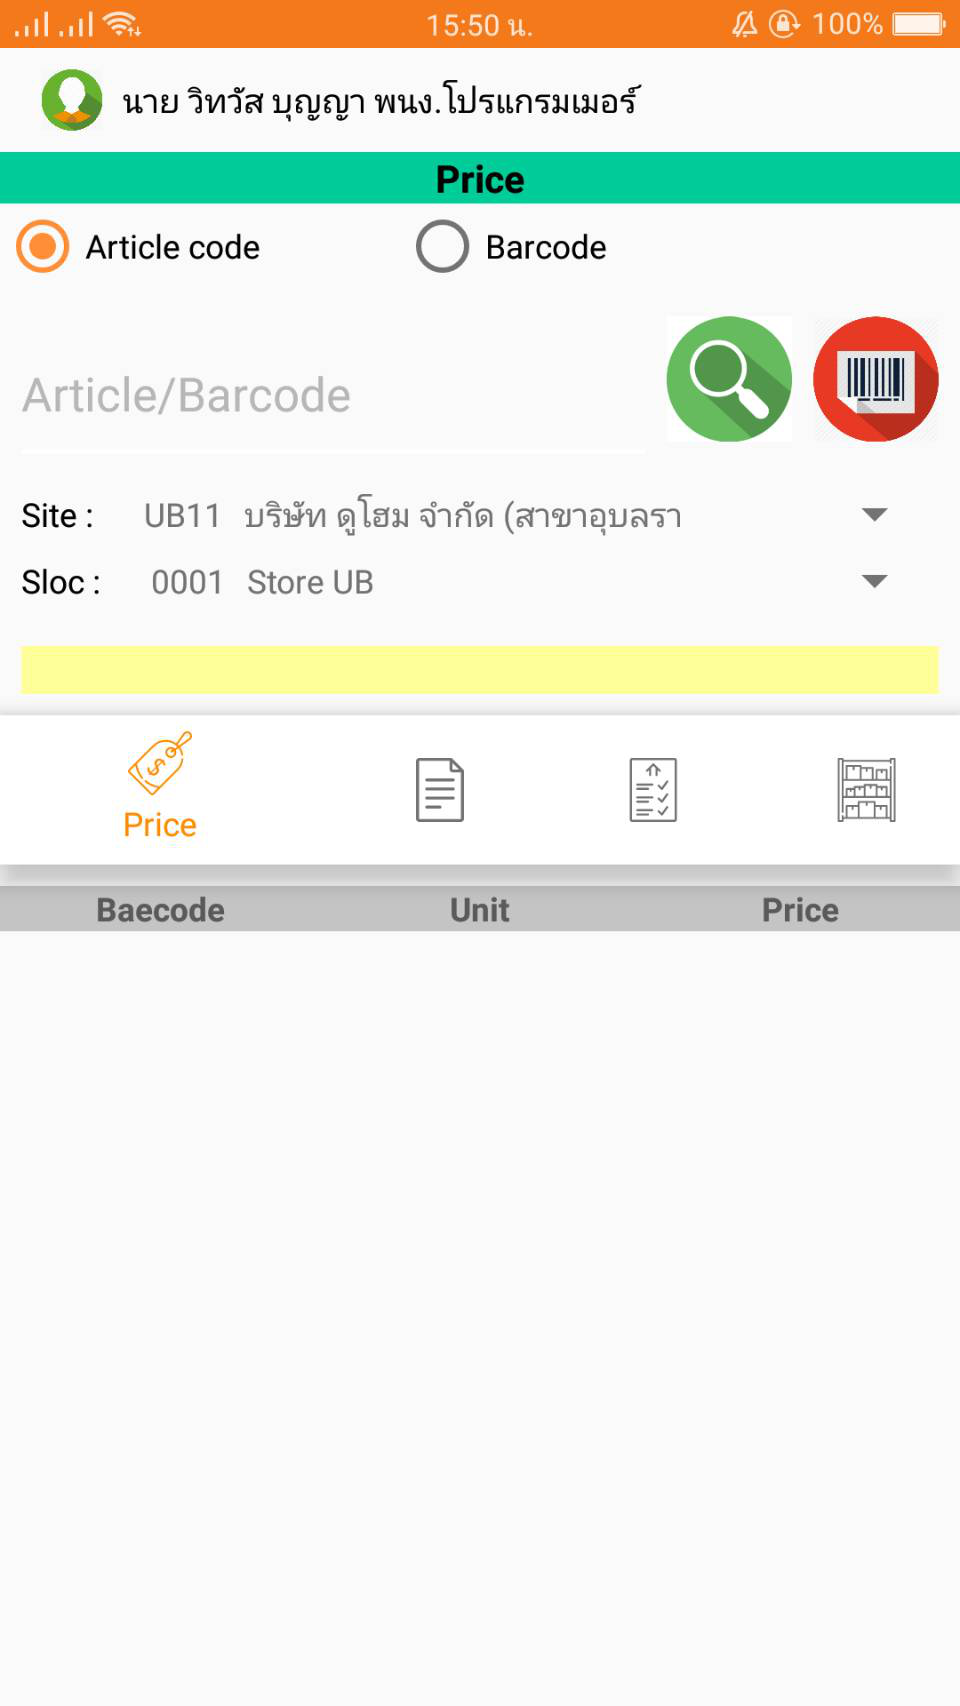 15:50 น. 100%
นาย วิทวัส บุญญา พนง.โปรแกรมเมอร์
Price
Article code Barcode
Article/Barcode
Site : UB11 บริษัท ดูโฮม จำกัด (สาขาอุบลรา
Sloc : 0001 Store UB
Price
Baecode Unit Price